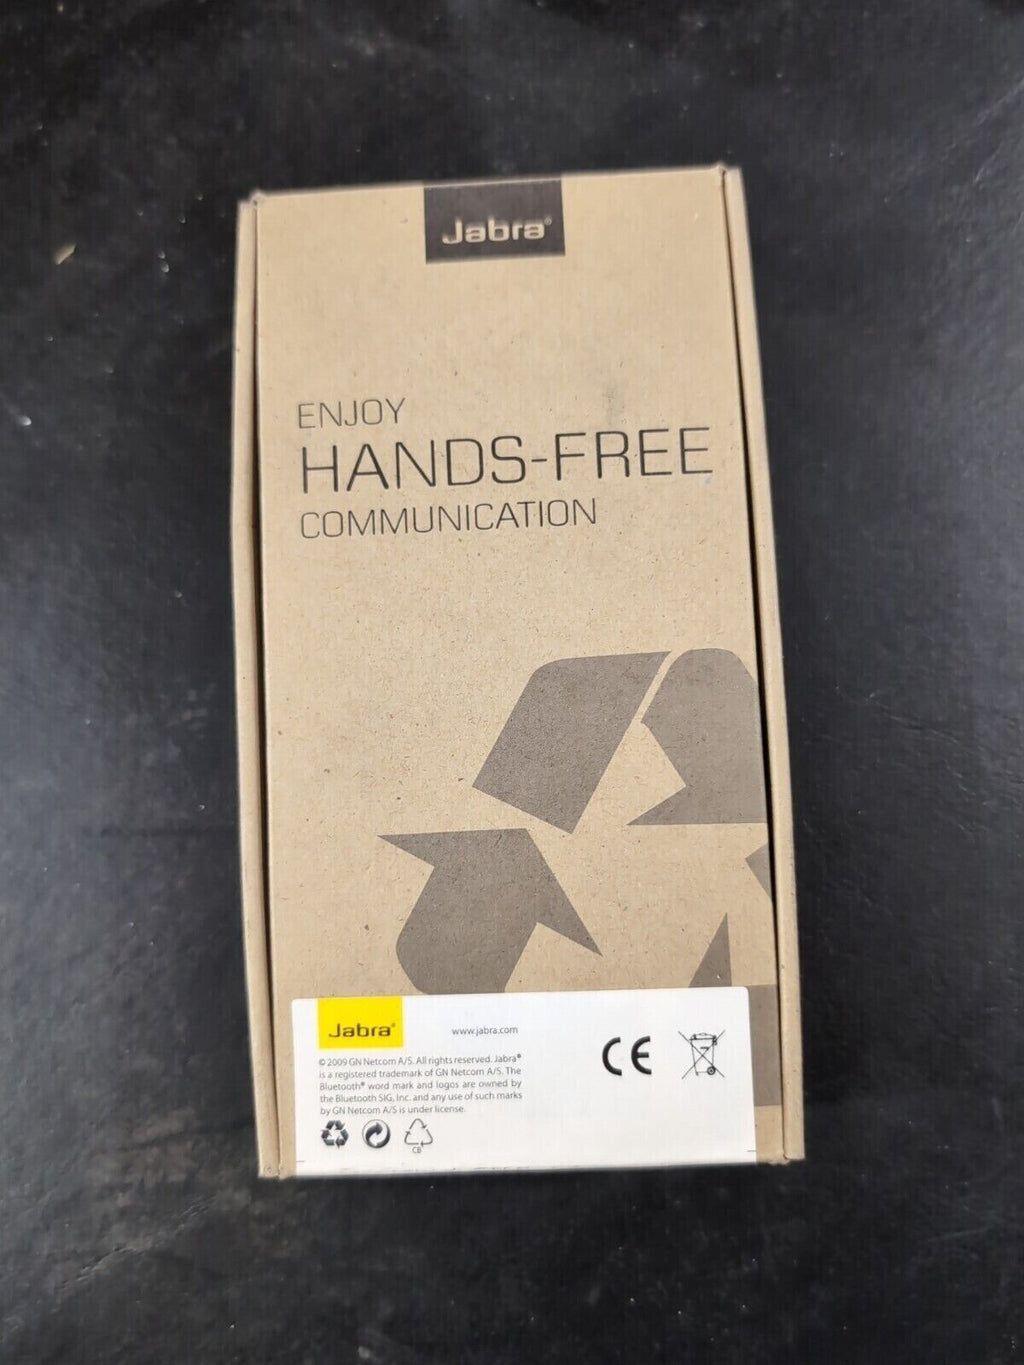 Jabra®
ENJOY
HANDS-FREE
COMMUNICATION
Jabra®
www.jabra.com
© 2009 GN Netcom A/S. All rights reserved. Jabra®
is a registered trademark of GN Netcom A/S. The
Bluetooth® word mark and logos are owned by
the Bluetooth SIG, Inc. and any use of such marks
by GN Netcom A/S is under license.
CE
CB